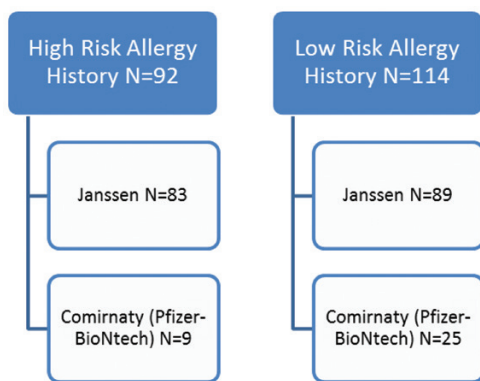 High Risk Allergy
History N=92
Janssen N=83
Comirnaty (Pfizer-
BioNtech) N=9
Low Risk Allergy
History N=114
Janssen N=89
Comirnaty (Pfizer-
BioNtech) N=25